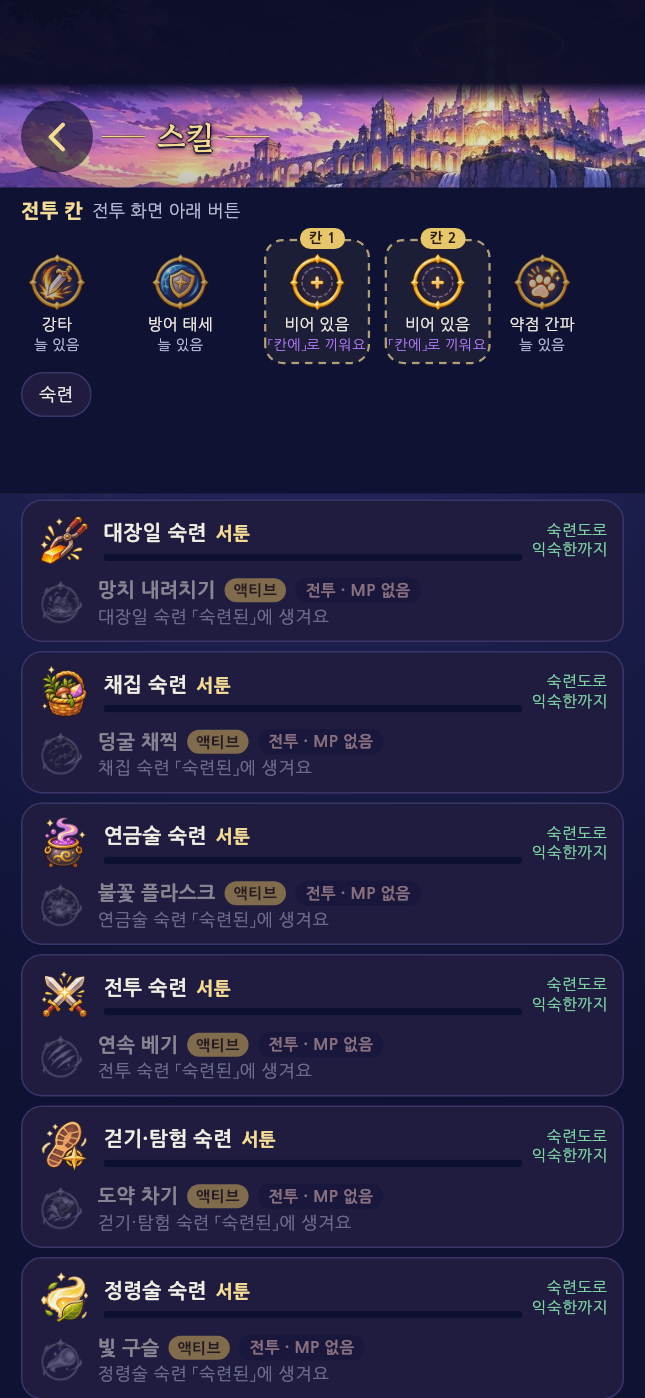 스킬
전투 칸 전투 화면 아래 버튼
칸 1
칸 2
강타
늘 있음
방어 태세
늘 있음
비어 있음
「칸에」로 끼워요
비어 있음
「칸에」로 끼워요
약점 간파
늘 있음
숙련
대장일 숙련 서툰
숙련도로
익숙한까지
망치 내려치기 액티브 전투 · MP 없음
대장일 숙련 「숙련된」에 생겨요
채집 숙련 서툰
숙련도로
익숙한까지
덩굴 채찍 액티브 전투 · MP 없음
채집 숙련 「숙련된」에 생겨요
연금술 숙련 서툰
숙련도로
익숙한까지
불꽃 플라스크 액티브 전투 · MP 없음
연금술 숙련 「숙련된」에 생겨요
전투 숙련 서툰
숙련도로
익숙한까지
연속 베기 액티브 전투 · MP 없음
전투 숙련 「숙련된」에 생겨요
걷기·탐험 숙련 서툰
숙련도로
익숙한까지
도약 차기 액티브 전투 · MP 없음
걷기·탐험 숙련 「숙련된」에 생겨요
정령술 숙련 서툰
숙련도로
익숙한까지
빛 구슬 액티브 전투 · MP 없음
정령술 숙련 「숙련된」에 생겨요